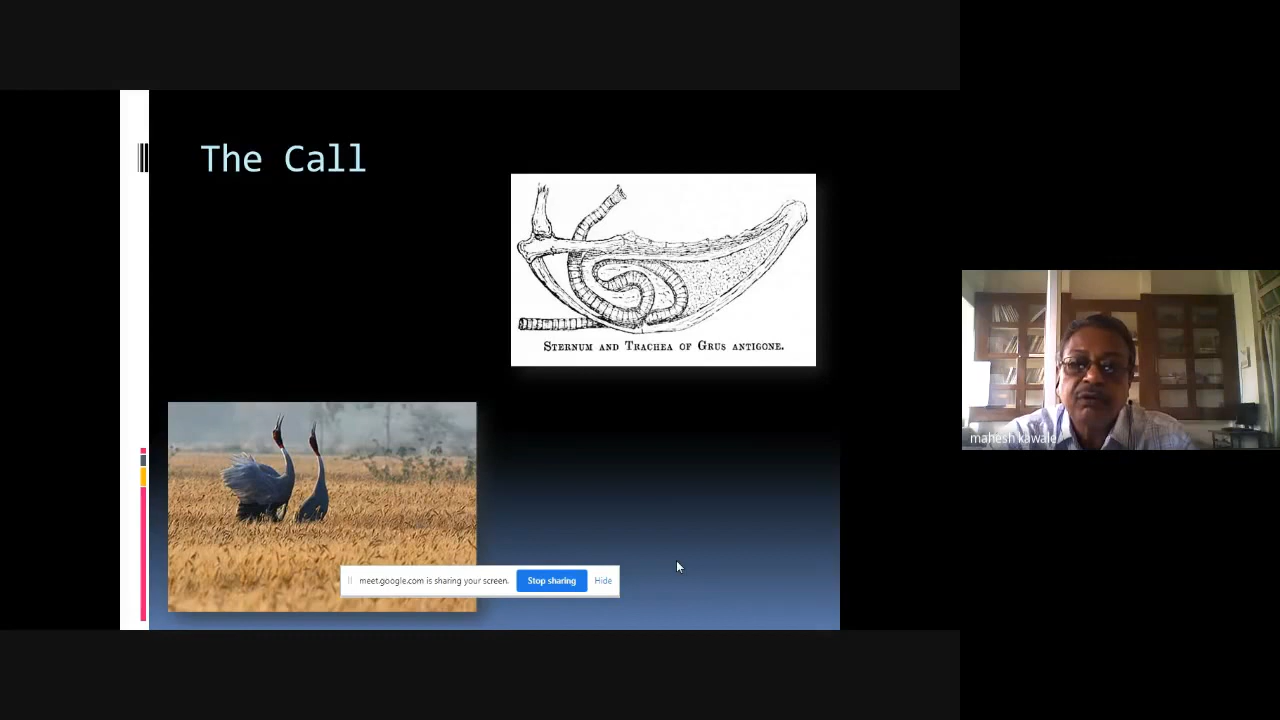 The Call
STERNUM AND TRACHEA OF GRUS ANTIGONE.
mahesh kawale
meet.google.com is sharing your screen.
Stop sharing
Hide